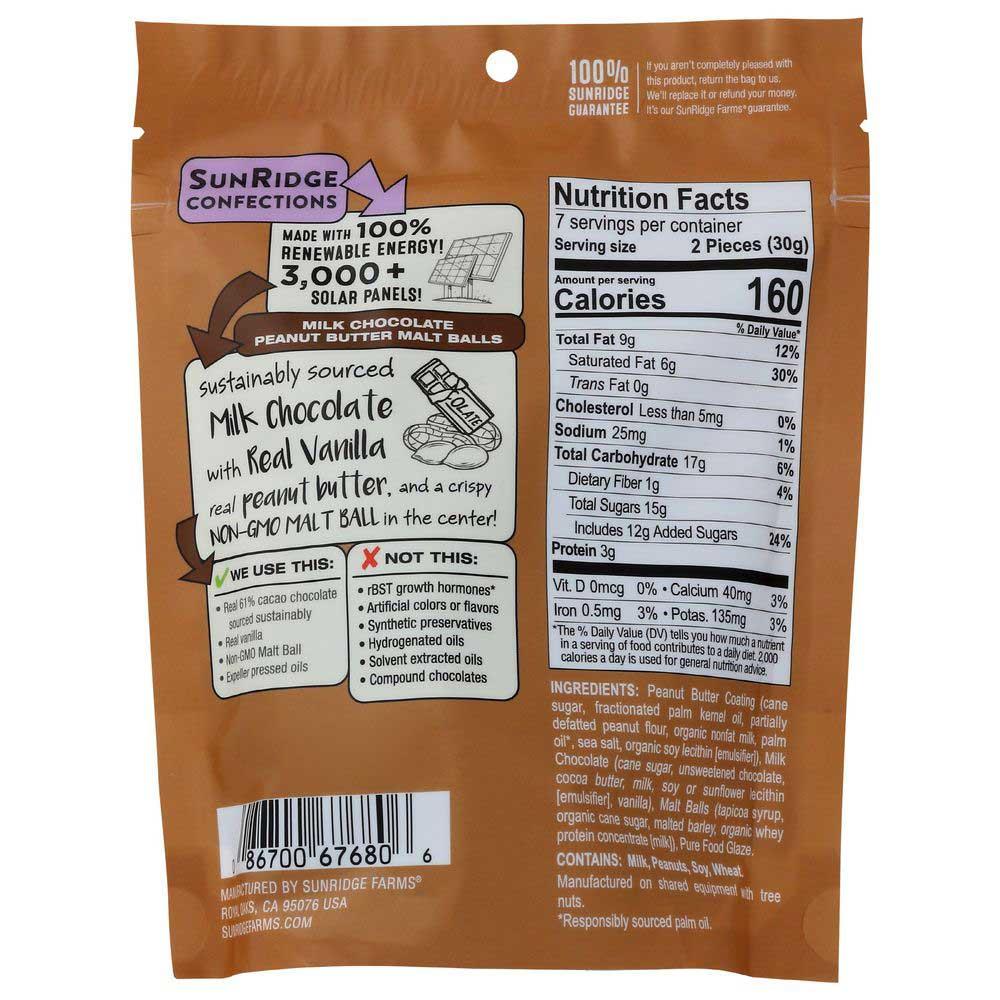 100%
SUNRIDGE
GUARANTEE
If you aren't completely pleased with
this product, return the bag to us.
We'll replace it or refund your money.
It's our SunRidge Farms® guarantee.
SUNRIDGE
CONFECTIONS
MADE WITH 100%
RENEWABLE ENERGY!
3,000+
SOLAR PANELS!
MILK CHOCOLATE
PEANUT BUTTER MALT BALLS
sustainably sourced
Milk Chocolate
with Real Vanilla
real peanut butter, and a crispy
NON-GMO MALT BALL in the center!
OLATE
WE USE THIS:
• Real 61% cacao chocolate
sourced sustainably
• Real vanilla
• Non-GMO Malt Ball
• Expeller pressed oils
NOT THIS:
• rBST growth hormones*
• Artificial colors or flavors
• Synthetic preservatives
• Hydrogenated oils
• Solvent extracted oils
• Compound chocolates
0 86700 67680 6
MANUFACTURED BY SUNRIDGE FARMS®
ROYAL OAKS, CA 95076 USA
SUNRIDGEFARMS.COM
Nutrition Facts
7 servings per container
Serving size 2 Pieces (30g)
Amount per serving
Calories 160
% Daily Value*
Total Fat 9g 12%
Saturated Fat 6g 30%
Trans Fat 0g
Cholesterol Less than 5mg 0%
Sodium 25mg 1%
Total Carbohydrate 17g 6%
Dietary Fiber 1g 4%
Total Sugars 15g
Includes 12g Added Sugars 24%
Protein 3g
Vit. D 0mcg 0% • Calcium 40mg 3%
Iron 0.5mg 3% • Potas. 135mg 3%
*The % Daily Value (DV) tells you how much a nutrient
in a serving of food contributes to a daily diet. 2,000
calories a day is used for general nutrition advice.
INGREDIENTS: Peanut Butter Coating (cane
sugar, fractionated palm kernel oil, partially
defatted peanut flour, organic nonfat milk, palm
oil*, sea salt, organic soy lecithin [emulsifier]), Milk
Chocolate (cane sugar, unsweetened chocolate,
cocoa butter, milk, soy or sunflower lecithin
[emulsifier], vanilla), Malt Balls (tapioca syrup,
organic cane sugar, malted barley, organic whey
protein concentrate [milk]), Pure Food Glaze.
CONTAINS: Milk, Peanuts, Soy, Wheat.
Manufactured on shared equipment with tree
nuts.
*Responsibly sourced palm oil.